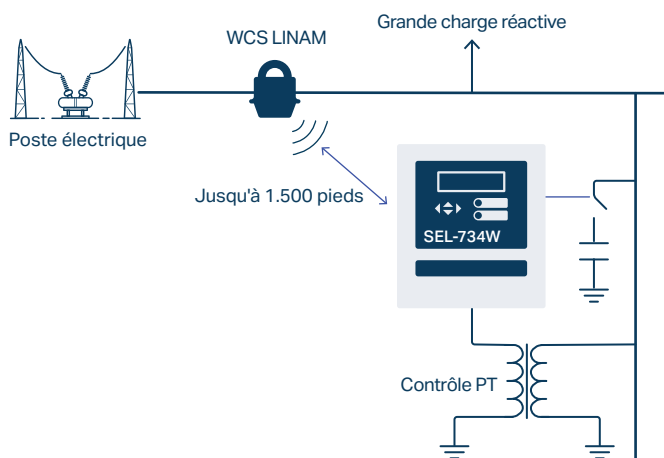 Grande charge réactive
WCS LINAM
Poste électrique
Jusqu'à 1.500 pieds
SEL-734W
Contrôle PT